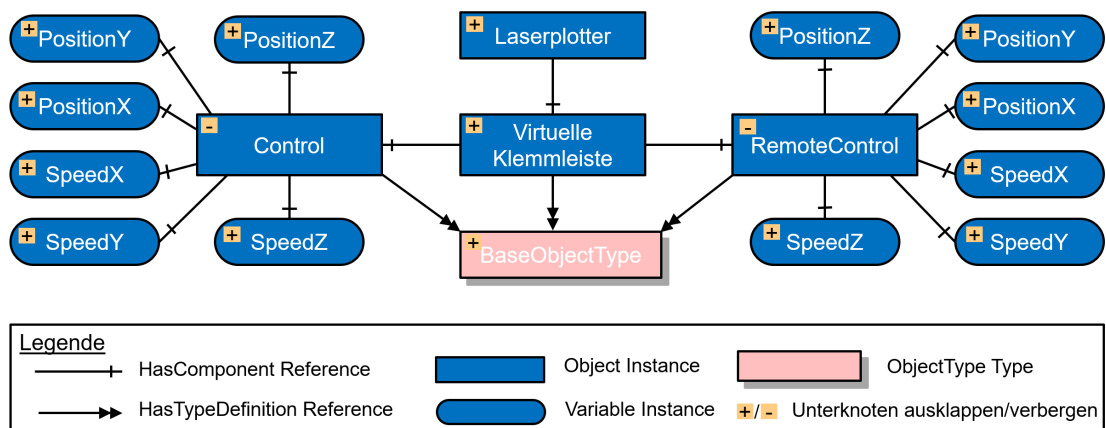 + PositionY
+ PositionZ
+ Laserplotter
+ PositionZ
+ PositionY
+ PositionX
+ PositionX
- Control
+ Virtuelle
Klemmleiste
- RemoteControl
+ SpeedX
+ SpeedX
+ SpeedY
+ SpeedZ
+ BaseObjectType
+ SpeedZ
+ SpeedY
Legende
HasComponent Reference
Object Instance
ObjectType Type
HasTypeDefinition Reference
Variable Instance
+/- Unterknoten ausklappen/verbergen